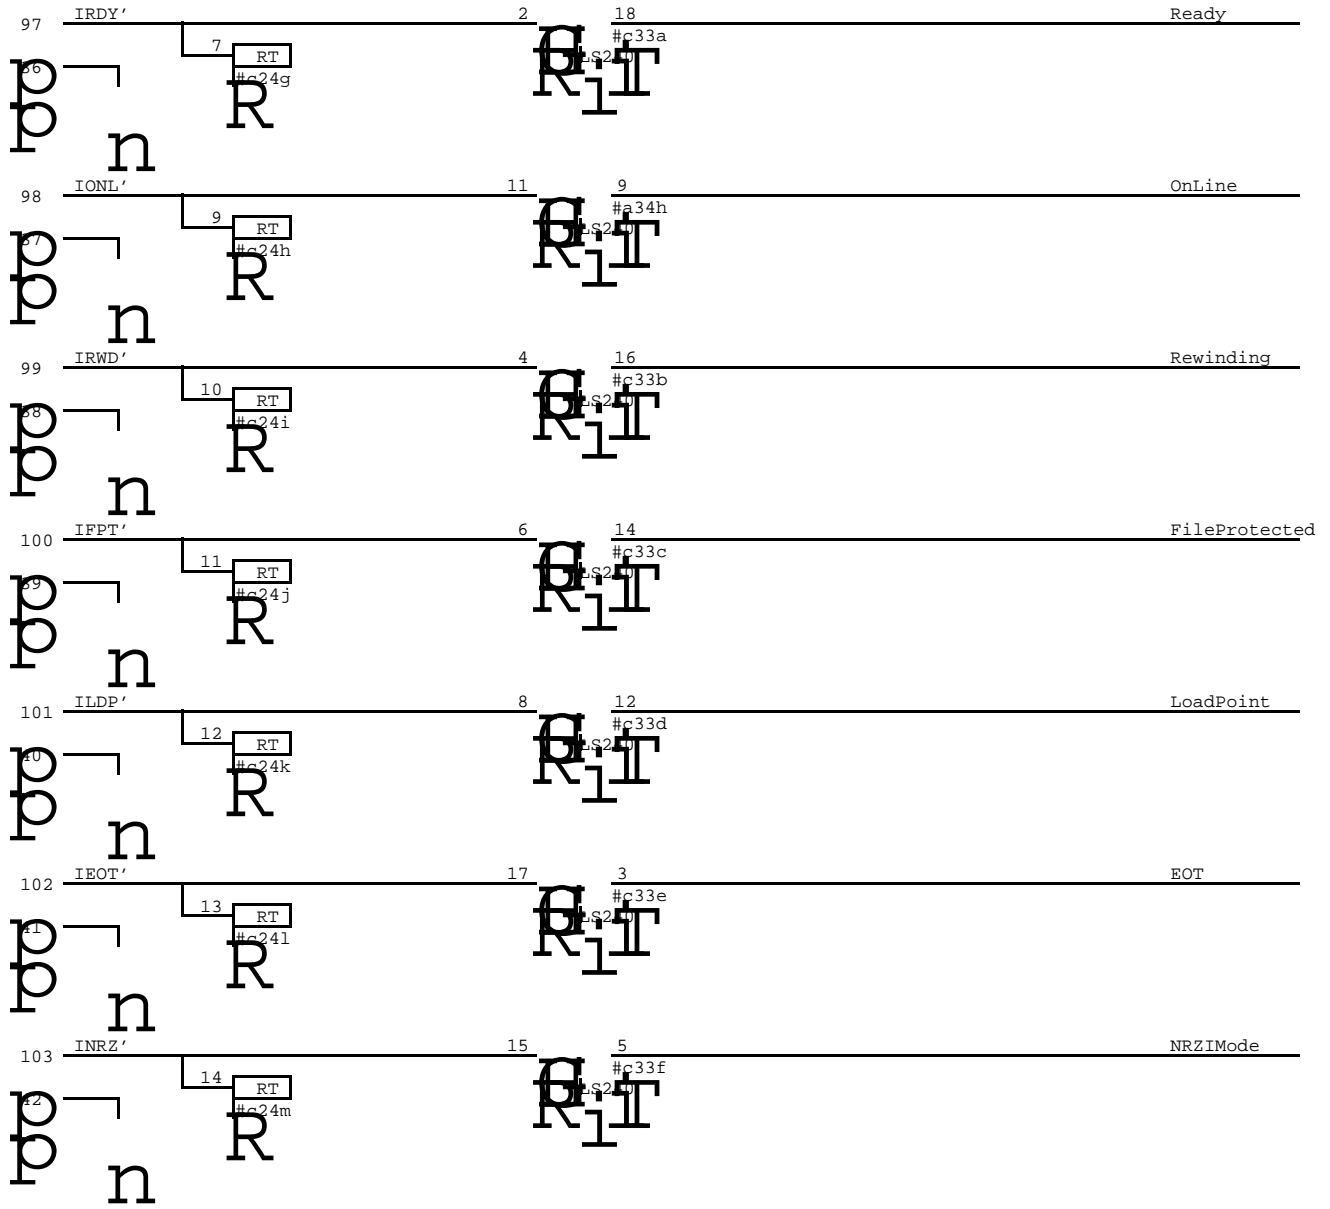 97 IRDY’ 2 18 Ready
#c33a
7 RT
#c24g
R
p
p
n
98 IONL’ 11 9 OnLine
#a34h
9 RT
#c24h
R
p
p
n
99 IRWD’ 4 16 Rewinding
#c33b
10 RT
#c24i
R
p
p
n
100 IFPT’ 6 14 FileProtected
#c33c
11 RT
#c24j
R
p
p
n
101 ILDP’ 8 12 LoadPoint
#c33d
12 RT
#c24k
R
p
p
n
102 IEOT’ 17 3 EOT
#c33e
13 RT
#c24l
R
p
p
n
103 INRZ’ 15 5 NRZIMode
#c33f
14 RT
#c24m
R
p
p
n